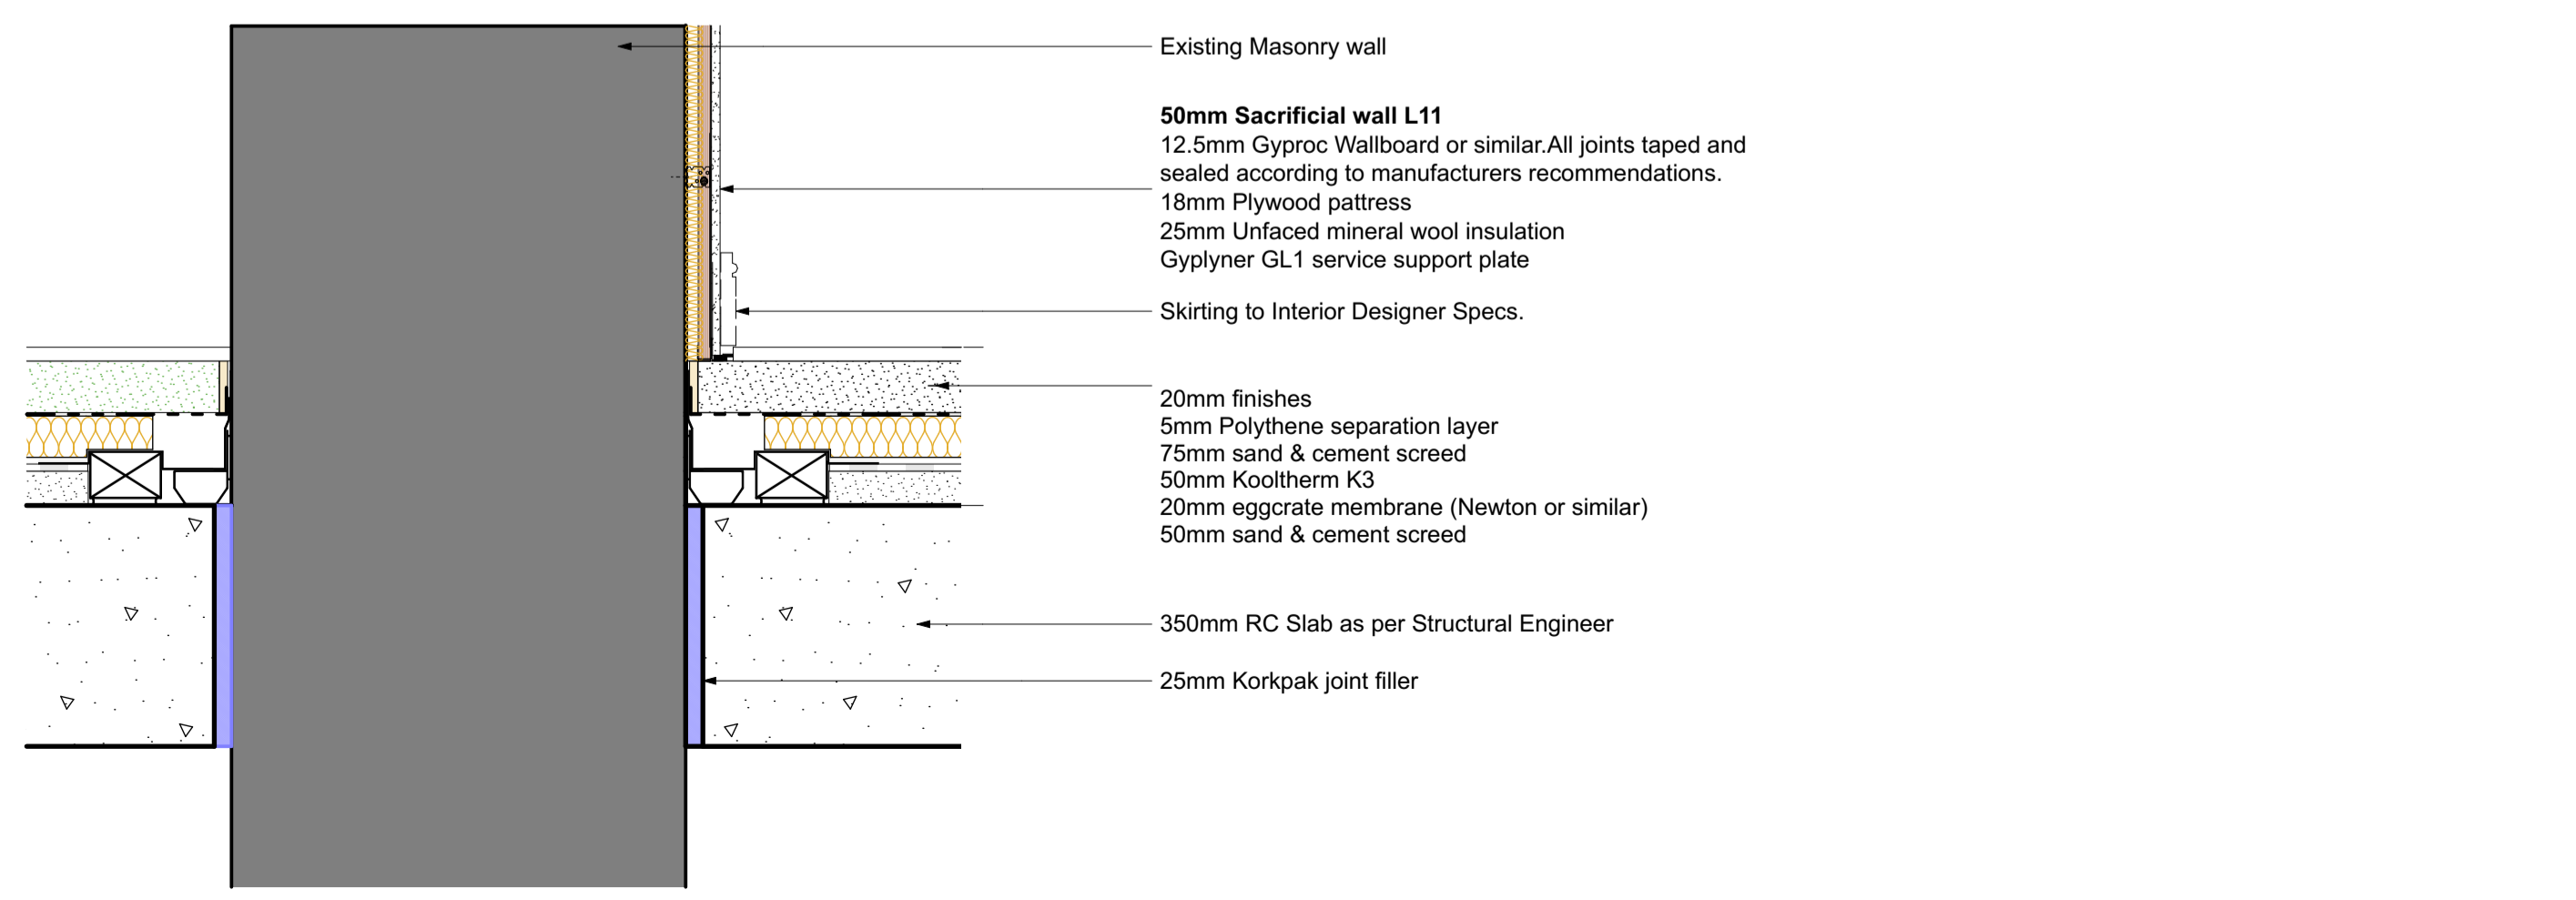 Existing Masonry wall
50mm Sacrificial wall L11
12.5mm Gyproc Wallboard or similar.All joints taped and
sealed according to manufacturers recommendations.
18mm Plywood pattress
25mm Unfaced mineral wool insulation
Gyplyner GL1 service support plate
Skirting to Interior Designer Specs.
20mm finishes
5mm Polythene separation layer
75mm sand & cement screed
50mm Kooltherm K3
20mm eggcrate membrane (Newton or similar)
50mm sand & cement screed
350mm RC Slab as per Structural Engineer
25mm Korkpak joint filler